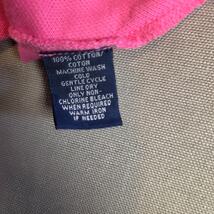 100% COTTON/
COTON
MACHINE WASH
COLD
GENTLE CYCLE
LINE DRY
ONLY NON-
CHLORINE BLEACH
WHEN REQUIRED
WARM IRON
IF NEEDED